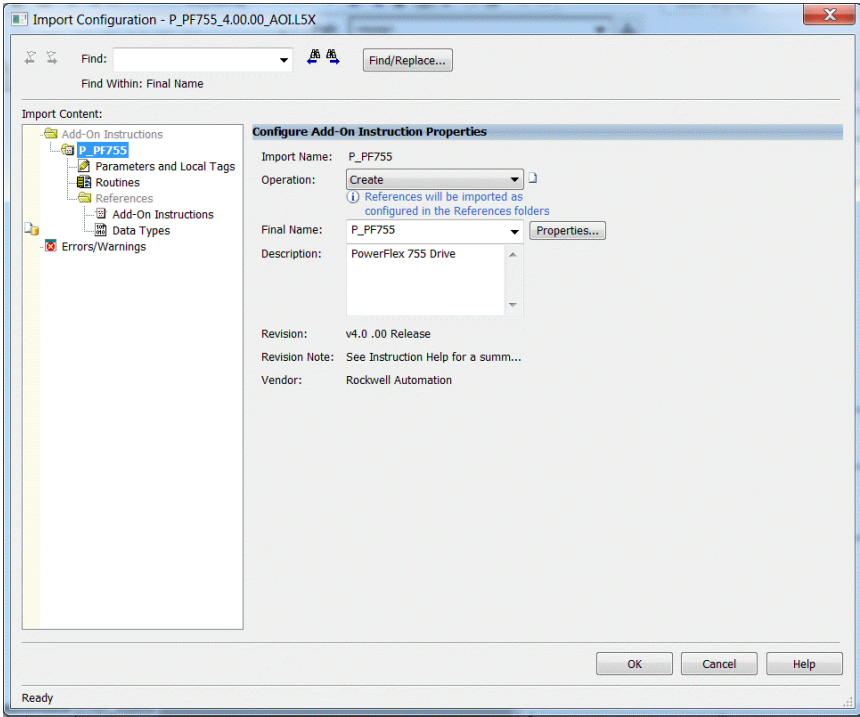 Import Configuration - P_PF755_4.00.00_AOI.L5X
Find:
Find/Replace...
Find Within: Final Name
Import Content:
Add-On Instructions
P_PF755
Parameters and Local Tags
Routines
References
Add-On Instructions
Data Types
Errors/Warnings
Configure Add-On Instruction Properties
Import Name: P_PF755
Operation: Create
References will be imported as
configured in the References folders
Final Name: P_PF755 Properties...
Description: PowerFlex 755 Drive
Revision: v4.0 .00 Release
Revision Note: See Instruction Help for a summ...
Vendor: Rockwell Automation
OK Cancel Help
Ready